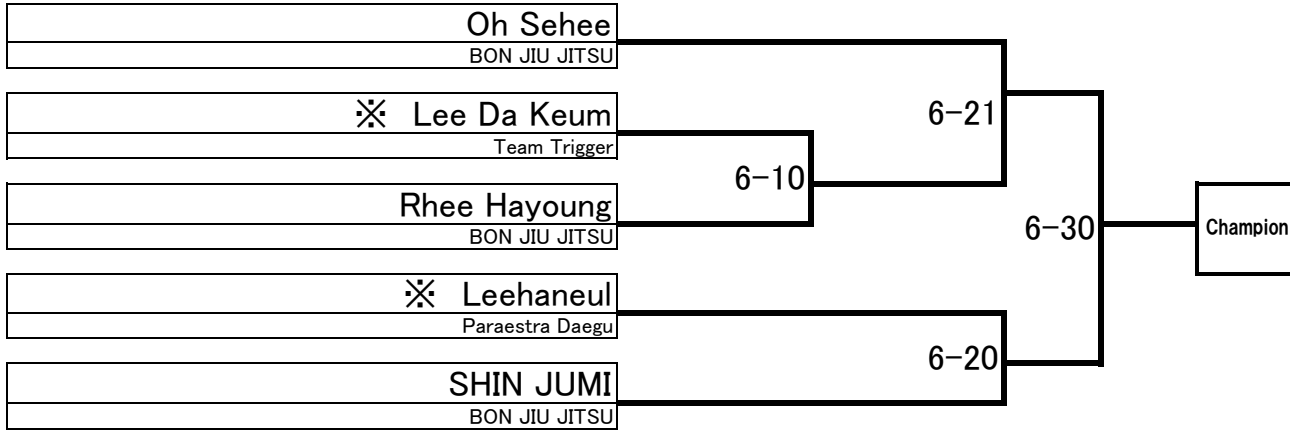 Oh Sehee
BON JIU JITSU
※ Lee Da Keum
Team Trigger
6-21
6-10
Rhee Hayoung
BON JIU JITSU
6-30
Champion
※ Leehaneul
Paraestra Daegu
6-20
SHIN JUMI
BON JIU JITSU